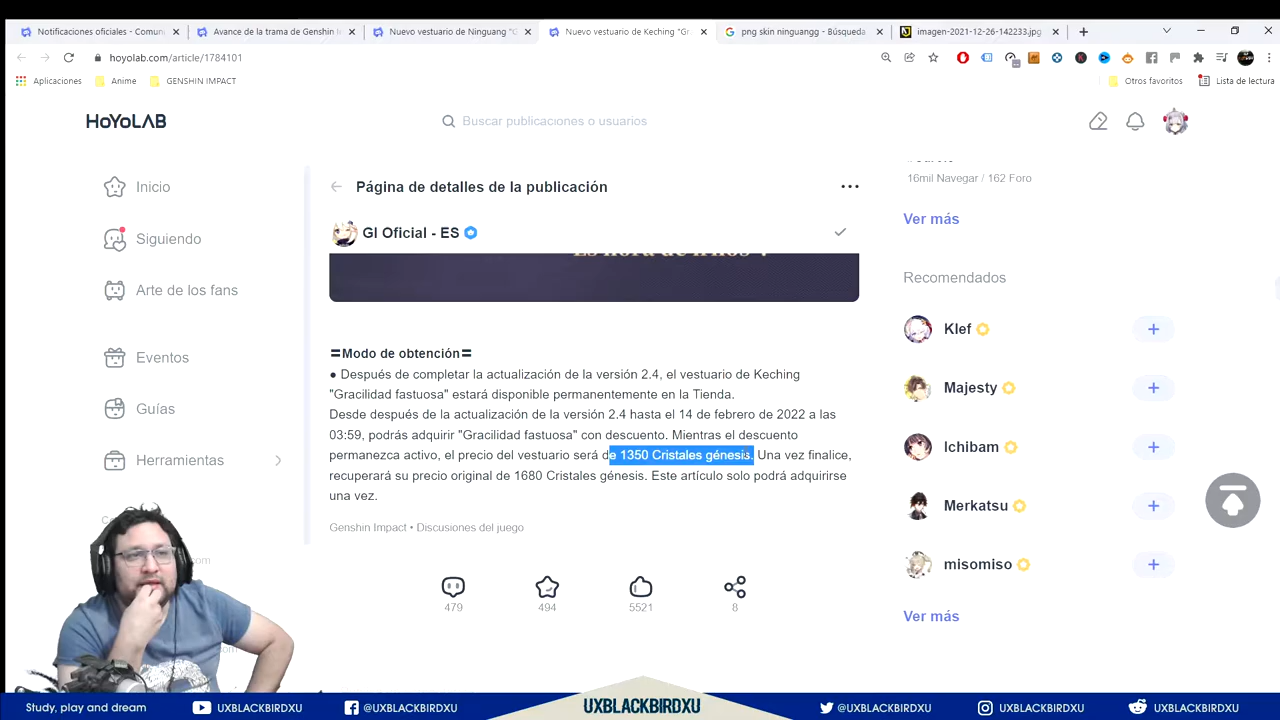 Notificaciones oficiales - Comun
Avance de la trama de Genshin I
Nuevo vestuario de Ninguang "G
Nuevo vestuario de Keching "Gr
png skin ninguangg - Búsqueda
imagen-2021-12-26-142233.jpg
hoyolab.com/article/1784101
Aplicaciones
Anime
GENSHIN IMPACT
Otros favoritos
Lista de lectura
HoYoLAB
Buscar publicaciones o usuarios
Inicio
Siguiendo
Arte de los fans
Eventos
Guías
Herramientas
Página de detalles de la publicación
GI Oficial - ES
〓Modo de obtención〓
● Después de completar la actualización de la versión 2.4, el vestuario de Keching
"Gracilidad fastuosa" estará disponible permanentemente en la Tienda.
Desde después de la actualización de la versión 2.4 hasta el 14 de febrero de 2022 a las
03:59, podrás adquirir "Gracilidad fastuosa" con descuento. Mientras el descuento
permanezca activo, el precio del vestuario será de 1350 Cristales génesis. Una vez finalice,
recuperará su precio original de 1680 Cristales génesis. Este artículo solo podrá adquirirse
una vez.
Genshin Impact • Discusiones del juego
479
494
5521
8
16mil Navegar / 162 Foro
Ver más
Recomendados
Klef
Majesty
Ichibam
Merkatsu
misomiso
Ver más
Study, play and dream
UXBLACKBIRDXU
@UXBLACKBIRDXU
UXBLACKBIRDXU
@UXBLACKBIRDXU
@UXBLACKBIRDXU
UXBLACKBIRDXU